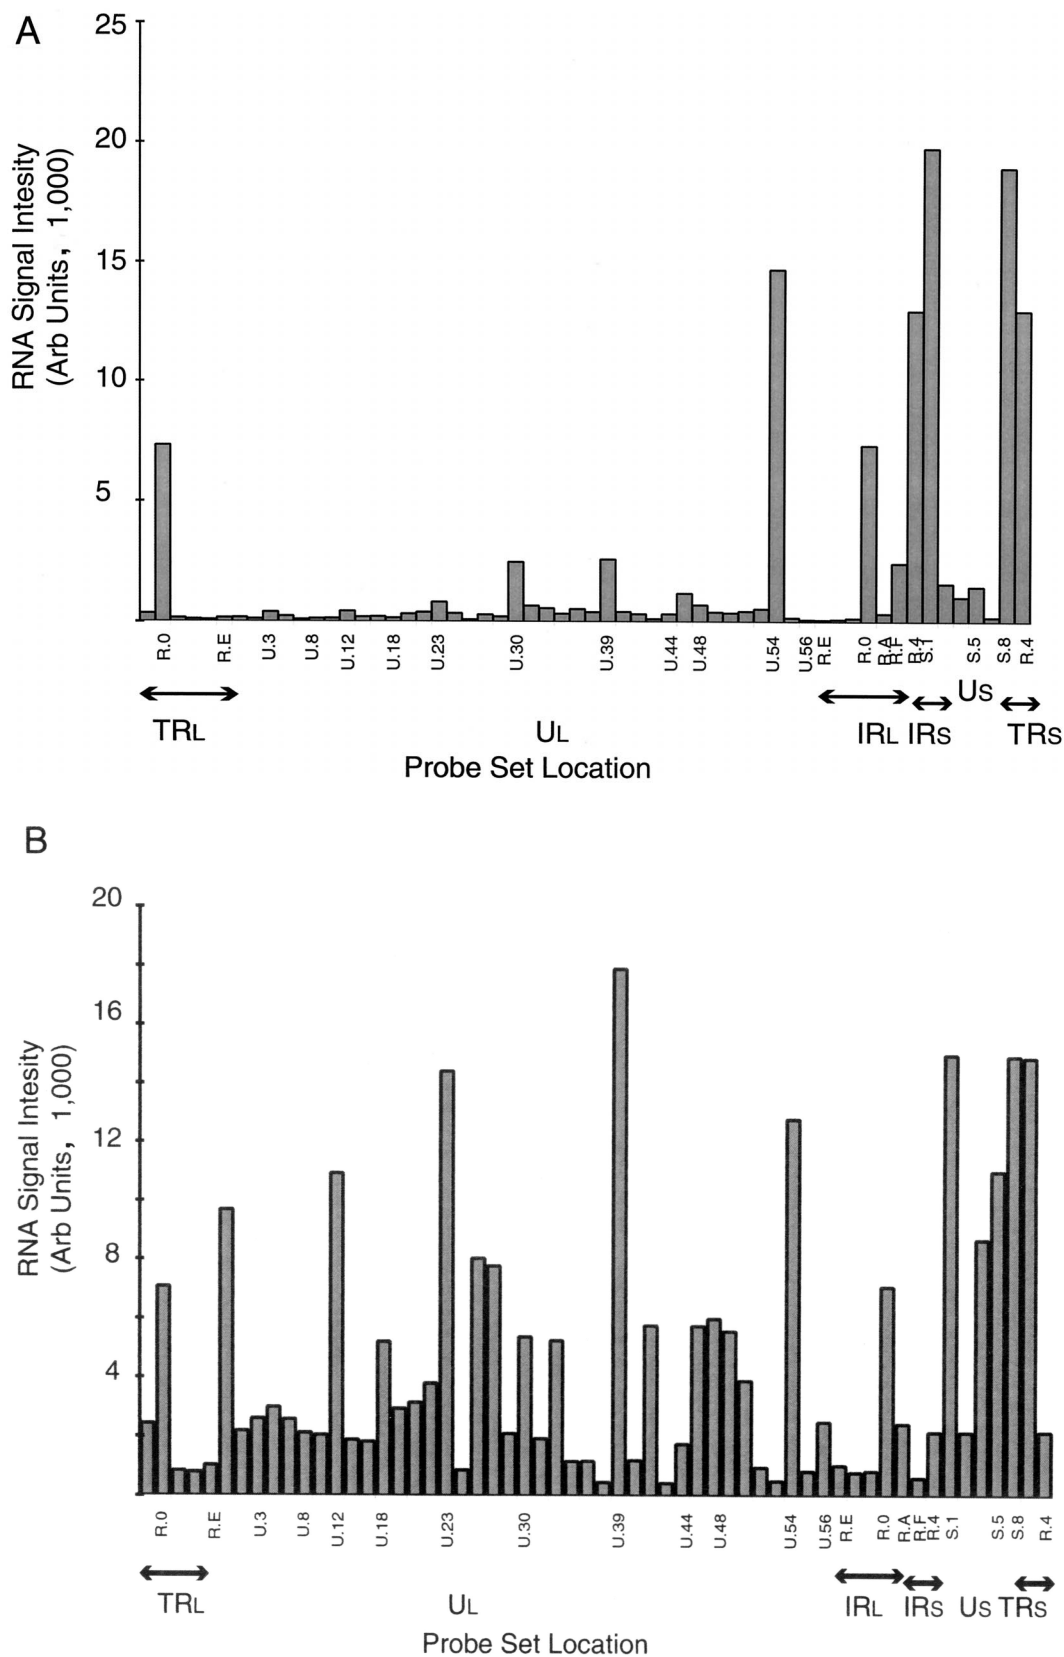 A
25
20
15
10
5
RNA Signal Intesity
(Arb Units, 1,000)
R.0 R.E U.3 U.8 U.12 U.18 U.23 U.30 U.39 U.44 U.48 U.54 U.56 R.E R.0 R.A R.F R.4 S.1 S.5 S.8 R.4
US
TRL UL IRL IRS TRS
Probe Set Location
B
20
16
12
8
4
RNA Signal Intesity
(Arb Units, 1,000)
R.0 R.E U.3 U.8 U.12 U.18 U.23 U.30 U.39 U.44 U.48 U.54 U.56 R.E R.0 R.A R.F R.4 S.1 S.5 S.8 R.4
TRL UL IRL IRS US TRS
Probe Set Location